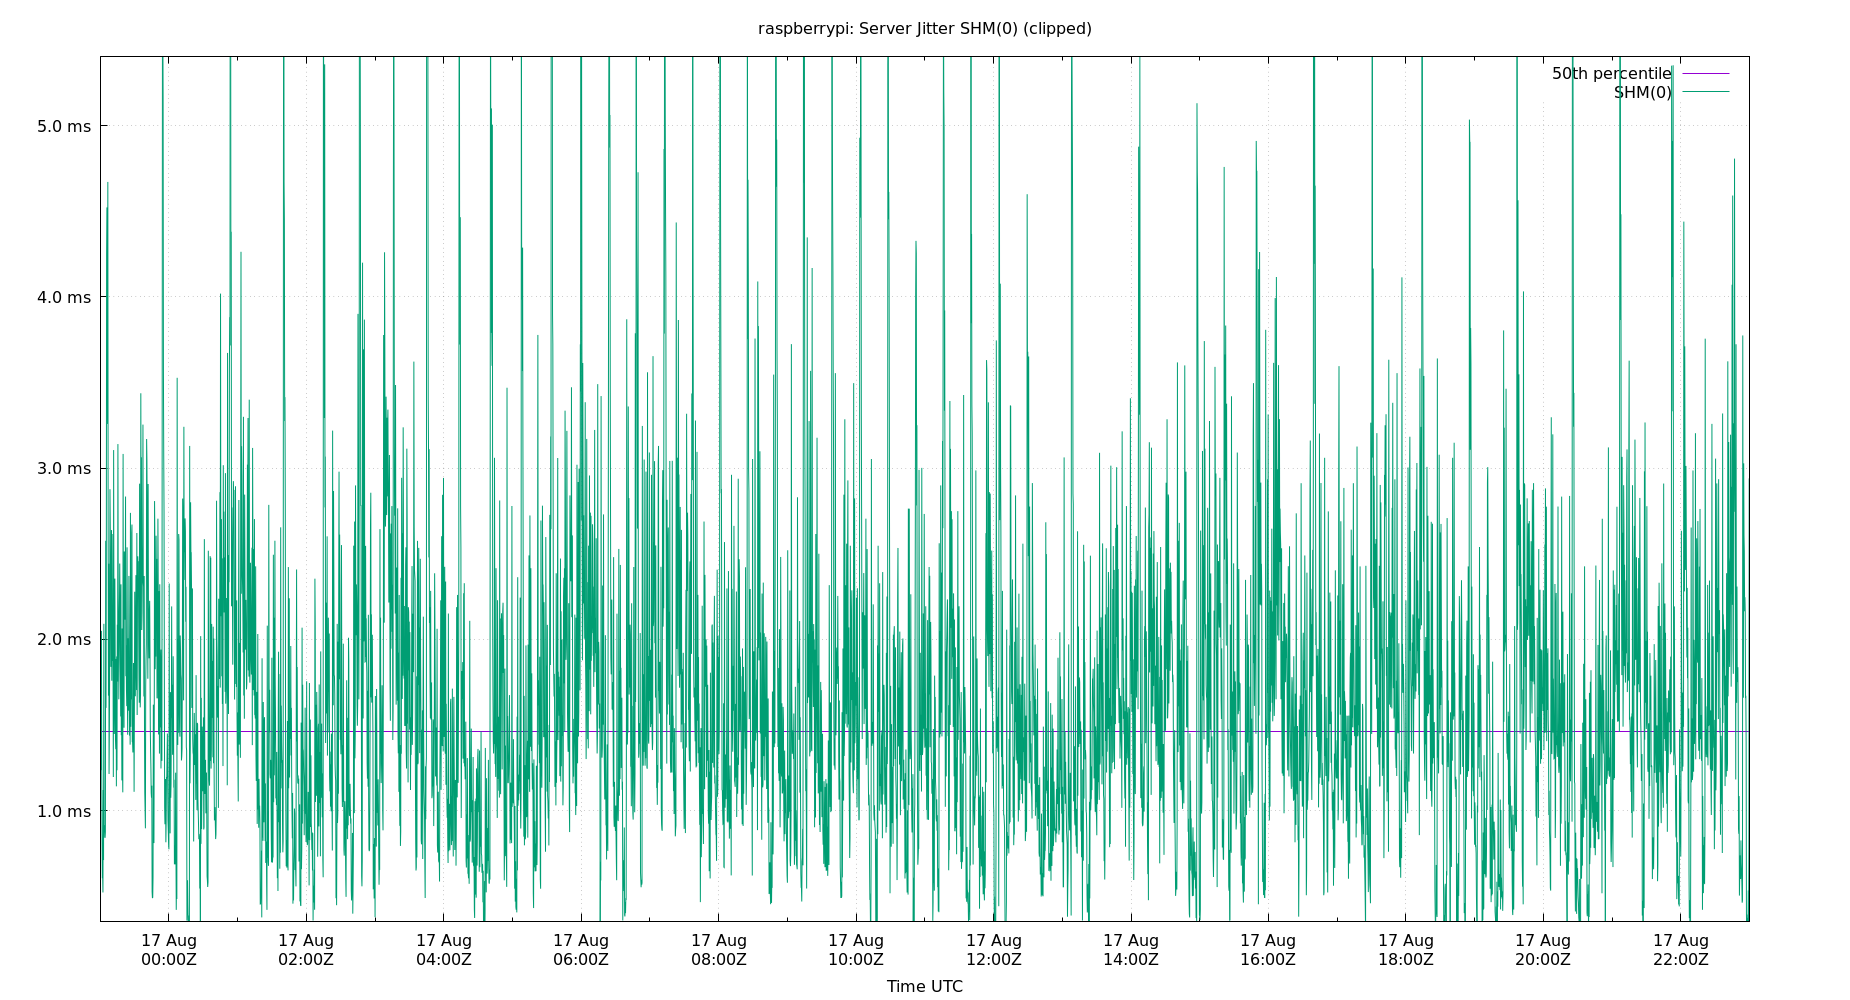 raspberrypi: Server Jitter SHM(0) (clipped)
50th percentile
SHM(0)
5.0 ms
4.0 ms
3.0 ms
2.0 ms
1.0 ms
17 Aug 17 Aug 17 Aug 17 Aug 17 Aug 17 Aug 17 Aug 17 Aug 17 Aug 17 Aug 17 Aug 17 Aug
00:00Z 02:00Z 04:00Z 06:00Z 08:00Z 10:00Z 12:00Z 14:00Z 16:00Z 18:00Z 20:00Z 22:00Z
Time UTC